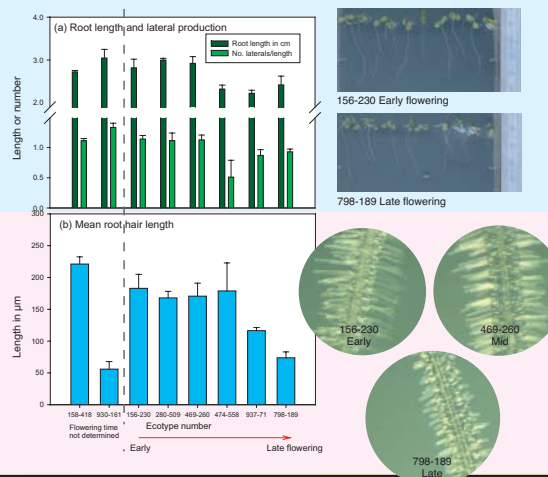 (a) Root length and lateral production
Root length in cm
No. laterals/length
Length or number
4.0
3.0
2.0
1.0
0.5
0.0
156-230 Early flowering
798-189 Late flowering
(b) Mean root hair length
Length in µm
300
250
200
150
100
50
0
158-418 930-161 156-230 280-509 469-260 474-558 937-71 798-189
Flowering time
not determined
Ecotype number
Early Late flowering
156-230
Early
469-260
Mid
798-189
Late